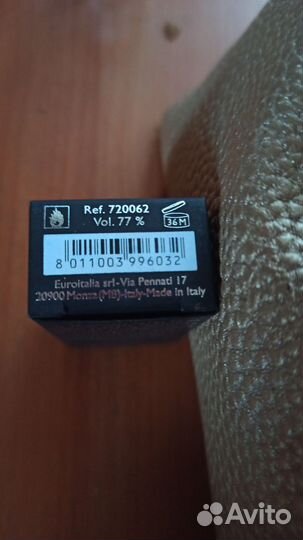 Ref. 720062
Vol. 77 %
36M
8 011003 996032
Euroitalia srl-Via Pennati 17
20900 Monza (MB)-Italy-Made in Italy
Avito